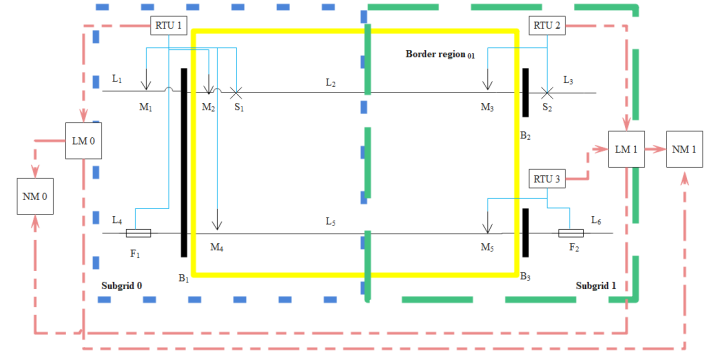 RTU 1
RTU 2
Border region 01
L1
L2
L3
M1
M2
S1
M3
S2
B2
LM 0
LM 1
NM 1
RTU 3
NM 0
L4
L5
L6
F1
M4
M5
F2
B1
B3
Subgrid 0
Subgrid 1